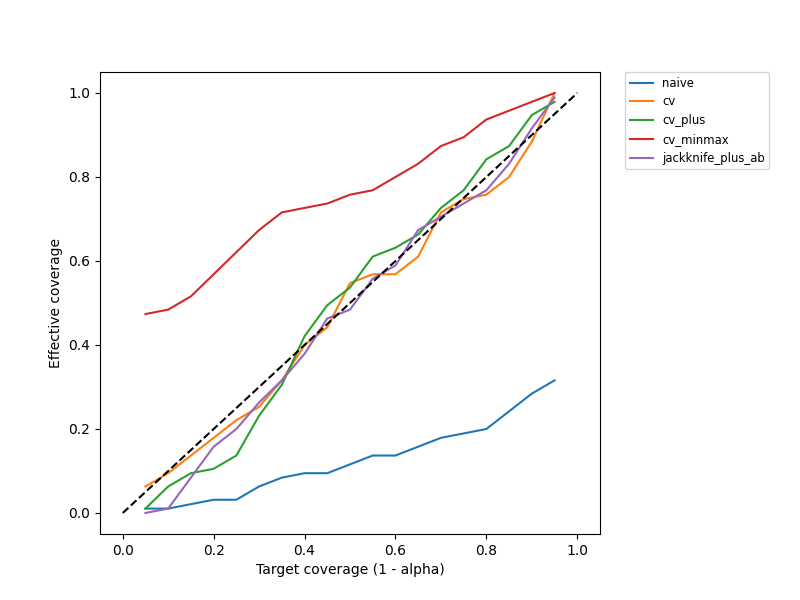 naive
cv
cv_plus
cv_minmax
jackknife_plus_ab
Effective coverage
1.0
0.8
0.6
0.4
0.2
0.0
0.0 0.2 0.4 0.6 0.8 1.0
Target coverage (1 - alpha)